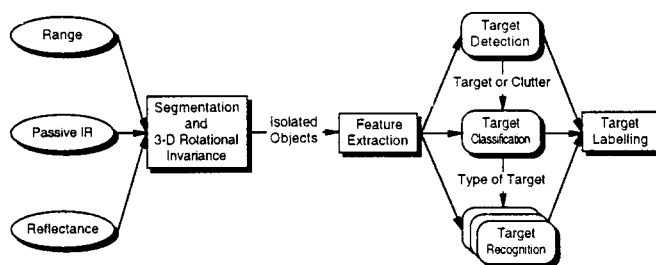 Range
Passive IR
Reflectance
Segmentation
and
3-D Rotational
Invariance
Isolated
Objects
Feature
Extraction
Target
Detection
Target or Clutter
Target
Classification
Type of Target
Target
Recognition
Target
Labelling